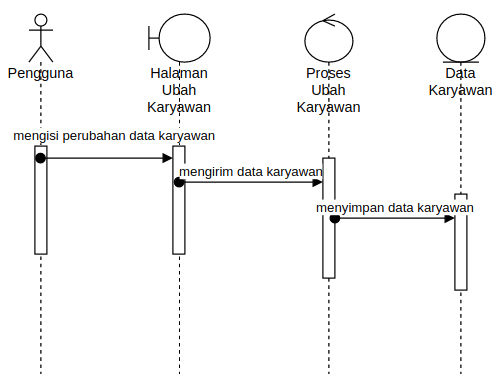 Pengguna
Halaman
Ubah
Karyawan
Proses
Ubah
Karyawan
Data
Karyawan
mengisi perubahan data karyawan
mengirim data karyawan
menyimpan data karyawan